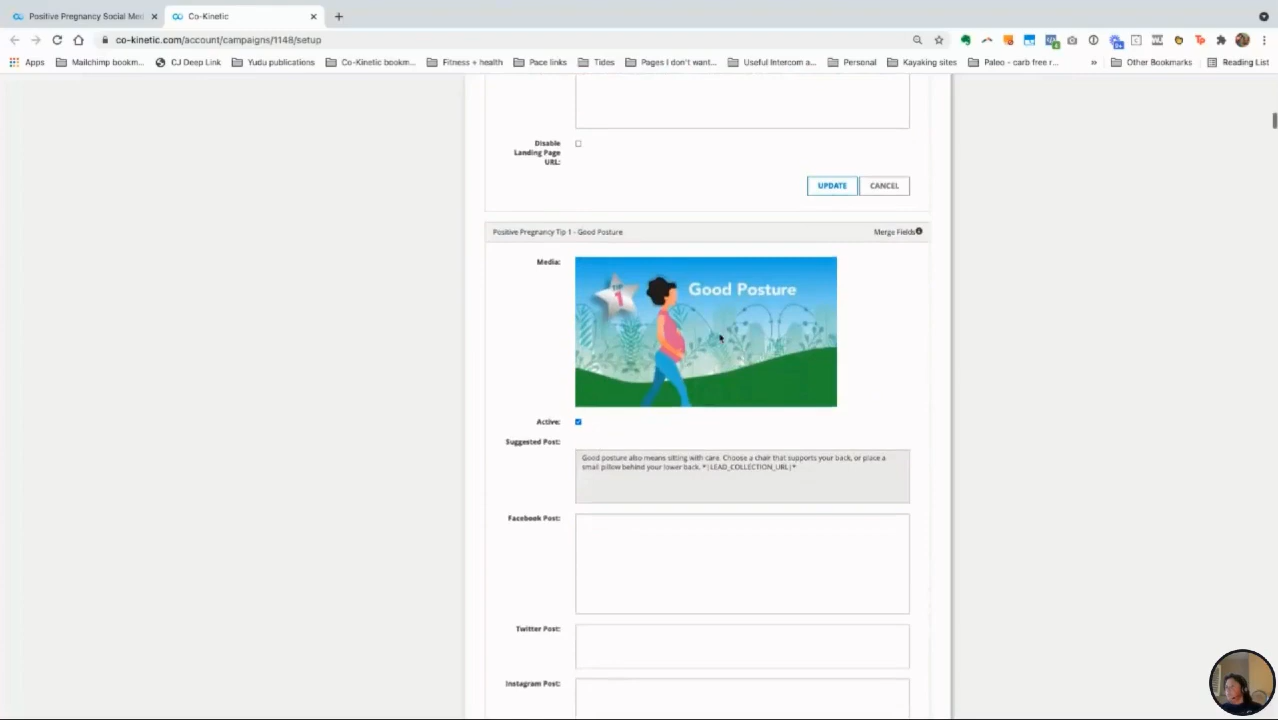 Positive Pregnancy Social Med
Co-Kinetic
co-kinetic.com/account/campaigns/1148/setup
Apps
Mailchimp bookm...
CJ Deep Link
Yudu publications
Co-Kinetic bookm...
Fitness + health
Pace links
Tides
Pages I don't want...
Useful Intercom a...
Personal
Kayaking sites
Paleo - carb free r...
»
Other Bookmarks
Reading List
Disable
Landing Page
URL:
UPDATE
CANCEL
Positive Pregnancy Tip 1 - Good Posture
Merge Fields
Media:
1
Good Posture
Active:
Suggested Post:
Good posture also means sitting with care. Choose a chair that supports your back, or place a
small pillow behind your lower back. *|LEAD_COLLECTION_URL|*
Facebook Post:
Twitter Post:
Instagram Post: